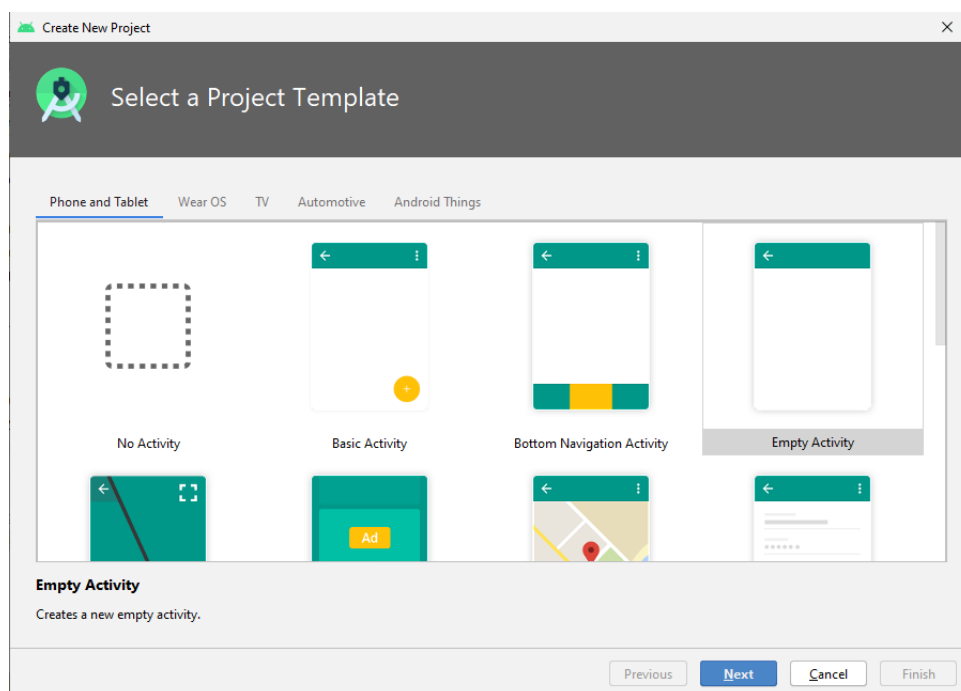 Create New Project
Select a Project Template
Phone and Tablet Wear OS TV Automotive Android Things
No Activity Basic Activity Bottom Navigation Activity Empty Activity
Ad
Empty Activity
Creates a new empty activity.
Previous Next Cancel Finish